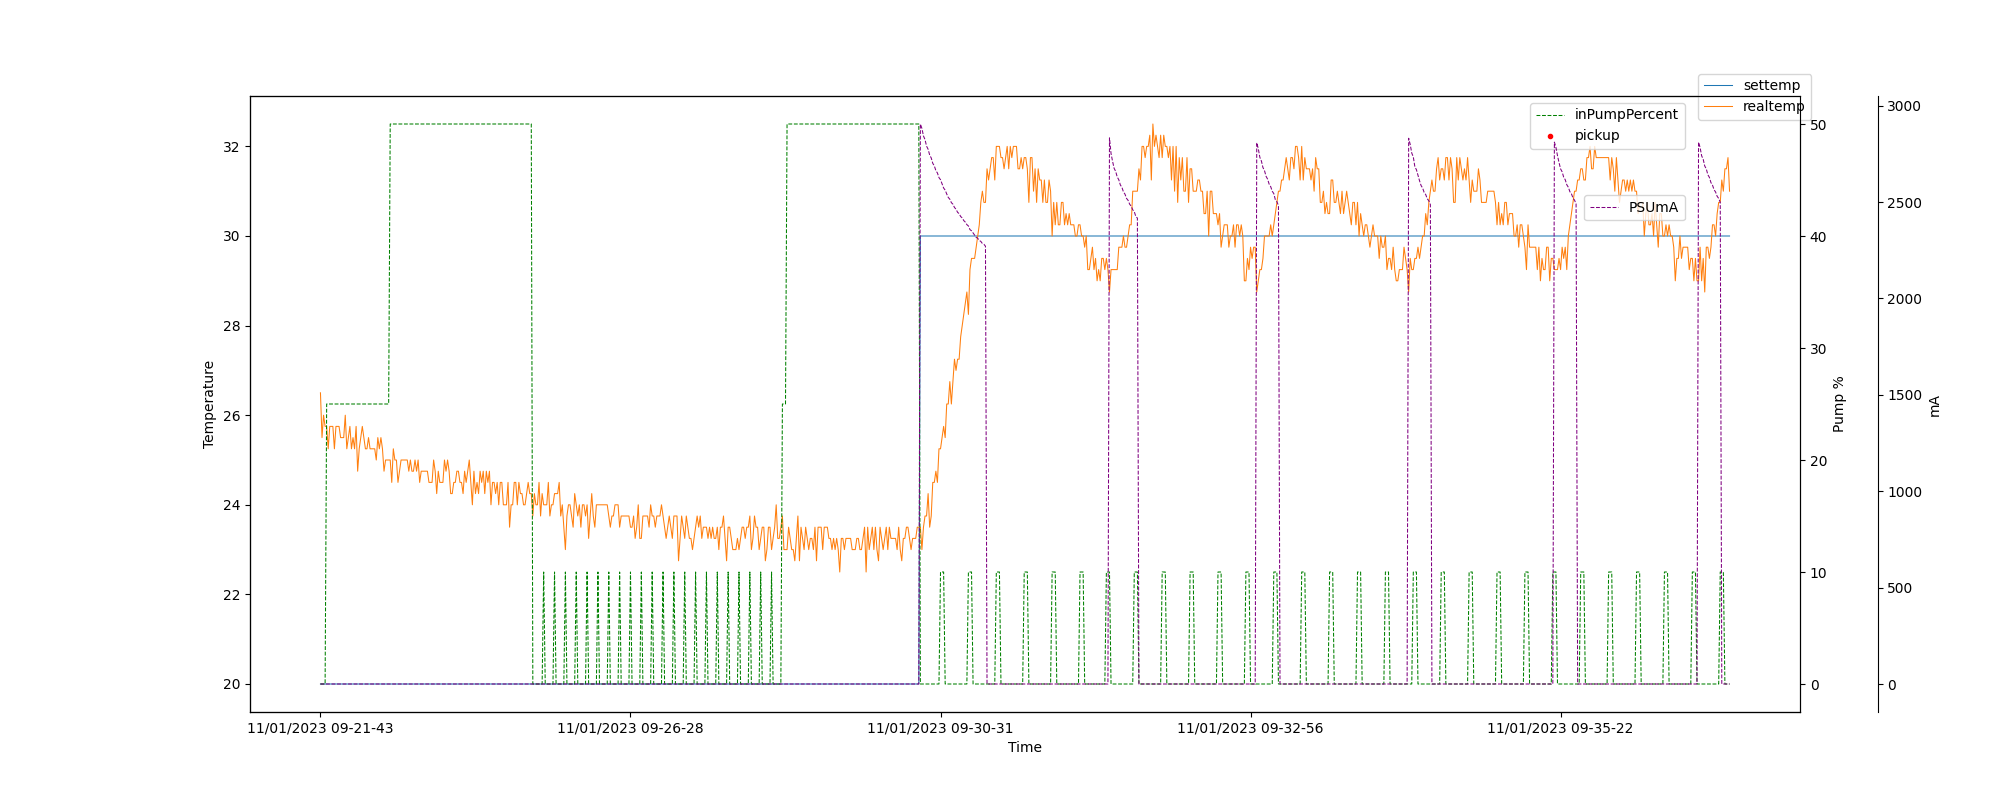 settemp
realtemp
inPumpPercent
pickup
PSUmA
32
30
28
26
24
22
20
Temperature
50
40
30
20
10
0
Pump %
3000
2500
2000
1500
1000
500
0
mA
11/01/2023 09-21-43
11/01/2023 09-26-28
11/01/2023 09-30-31
11/01/2023 09-32-56
11/01/2023 09-35-22
Time